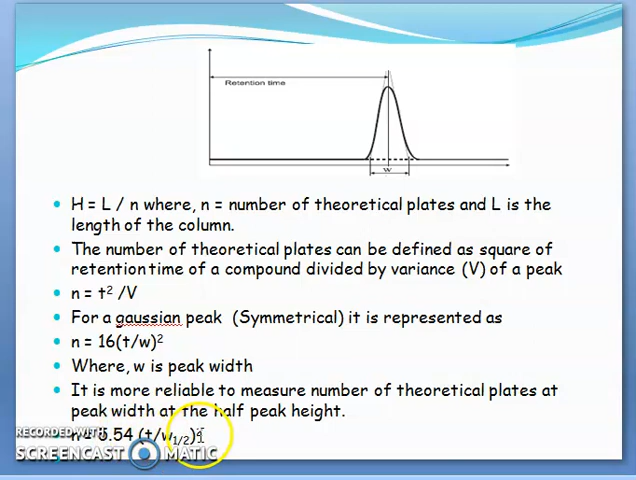 Retention time
w
H = L / n where, n = number of theoretical plates and L is the
length of the column.
The number of theoretical plates can be defined as square of
retention time of a compound divided by variance (V) of a peak
n = t² /V
For a gaussian peak (Symmetrical) it is represented as
n = 16(t/w)²
Where, w is peak width
It is more reliable to measure number of theoretical plates at
peak width at the half peak height.
n = 5.54 (t/w₁/₂)²
RECORDED WITH
SCREENCAST MATIC